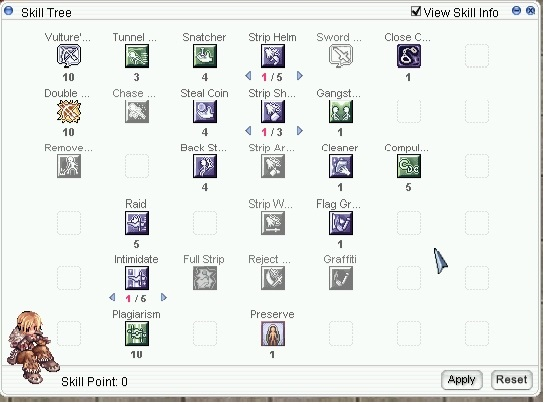 Skill Tree View Skill Info
Vulture'... Tunnel ... Snatcher Strip Helm Sword ... Close C...
10 3 4 1 / 5 1
Double ... Chase ... Steal Coin Strip Sh... Gangst...
10 4 1 / 3 1
Remove... Back St... Strip Ar... Cleaner Compul...
4 1 5
Raid Strip W... Flag Gr...
5 1
Intimidate Full Strip Reject ... Graffiti
1 / 5
Plagiarism Preserve
10 1
Skill Point: 0 Apply Reset